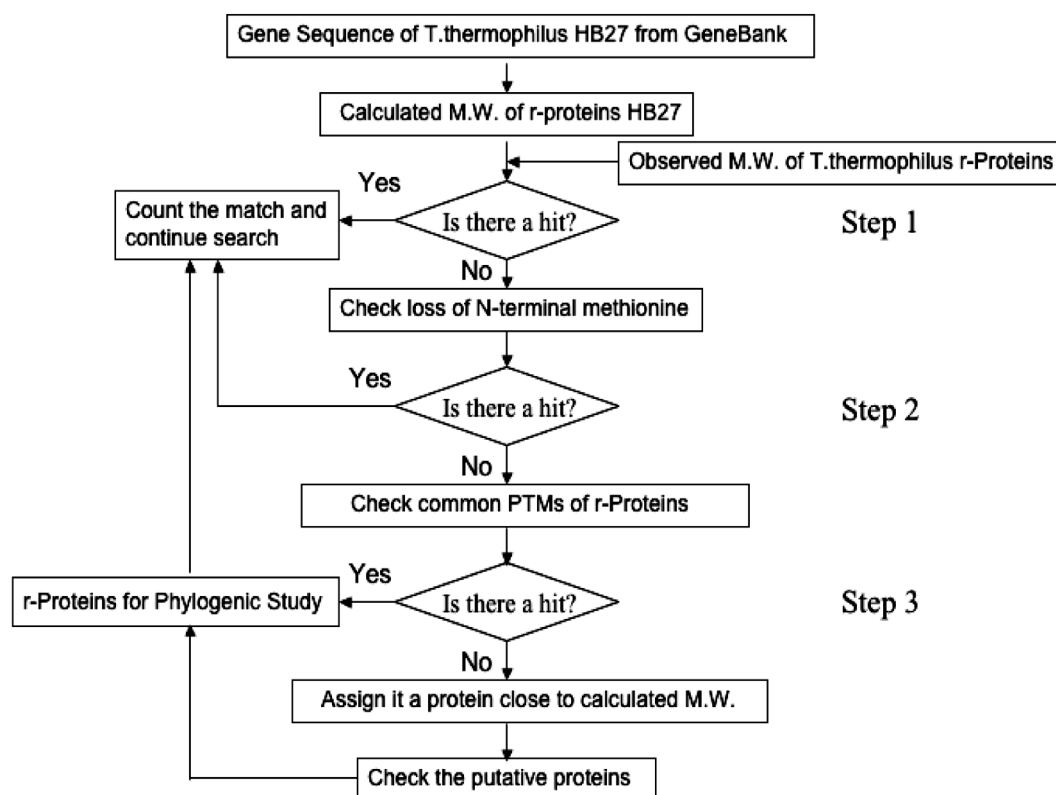 Gene Sequence of T.thermophilus HB27 from GeneBank
Calculated M.W. of r-proteins HB27
Observed M.W. of T.thermophilus r-Proteins
Yes
Count the match and
continue search
Is there a hit?
Step 1
No
Check loss of N-terminal methionine
Yes
Is there a hit?
Step 2
No
Check common PTMs of r-Proteins
Yes
r-Proteins for Phylogenic Study
Is there a hit?
Step 3
No
Assign it a protein close to calculated M.W.
Check the putative proteins